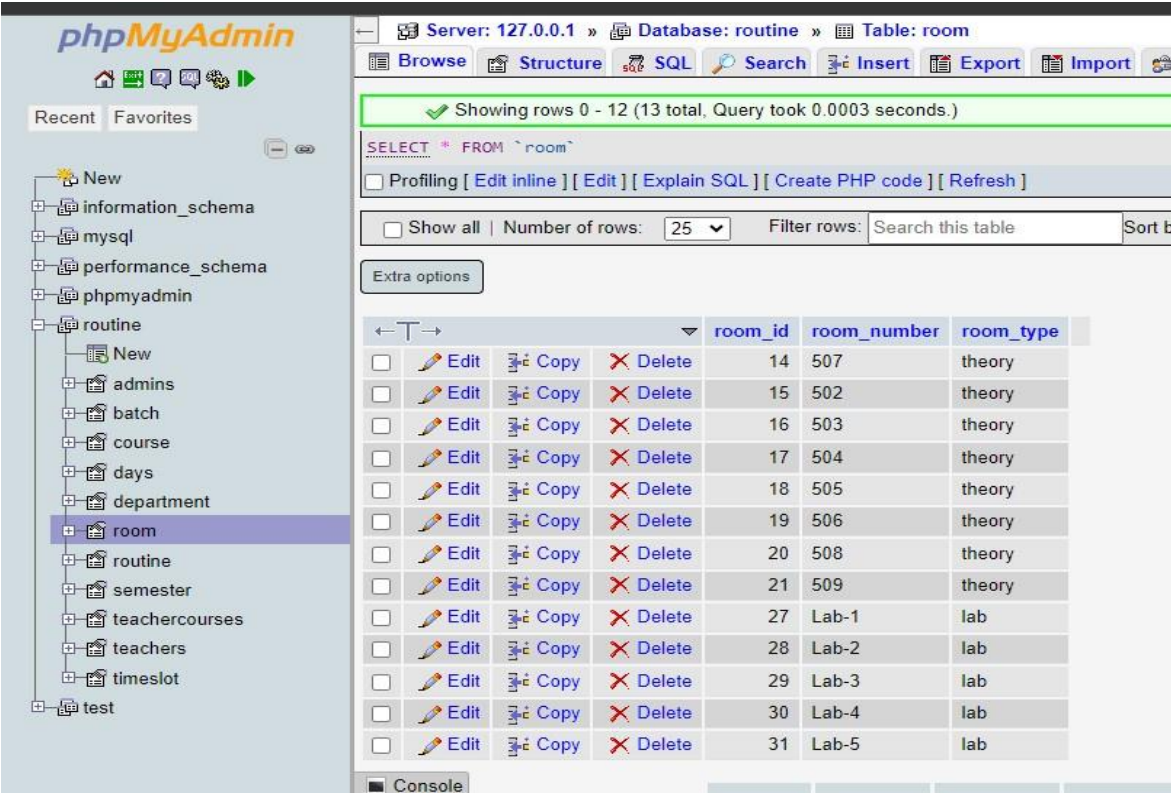 phpMyAdmin
Recent Favorites
New
information_schema
mysql
performance_schema
phpmyadmin
routine
New
admins
batch
course
days
department
room
routine
semester
teachercourses
teachers
timeslot
test
Server: 127.0.0.1 » Database: routine » Table: room
Browse Structure SQL Search Insert Export Import
Showing rows 0 - 12 (13 total, Query took 0.0003 seconds.)
SELECT * FROM `room`
Profiling [ Edit inline ] [ Edit ] [ Explain SQL ] [ Create PHP code ] [ Refresh ]
Show all | Number of rows: 25 Filter rows: Search this table Sort b
Extra options
←T→ room_id room_number room_type
Edit Copy Delete 14 507 theory
Edit Copy Delete 15 502 theory
Edit Copy Delete 16 503 theory
Edit Copy Delete 17 504 theory
Edit Copy Delete 18 505 theory
Edit Copy Delete 19 506 theory
Edit Copy Delete 20 508 theory
Edit Copy Delete 21 509 theory
Edit Copy Delete 27 Lab-1 lab
Edit Copy Delete 28 Lab-2 lab
Edit Copy Delete 29 Lab-3 lab
Edit Copy Delete 30 Lab-4 lab
Edit Copy Delete 31 Lab-5 lab
Console